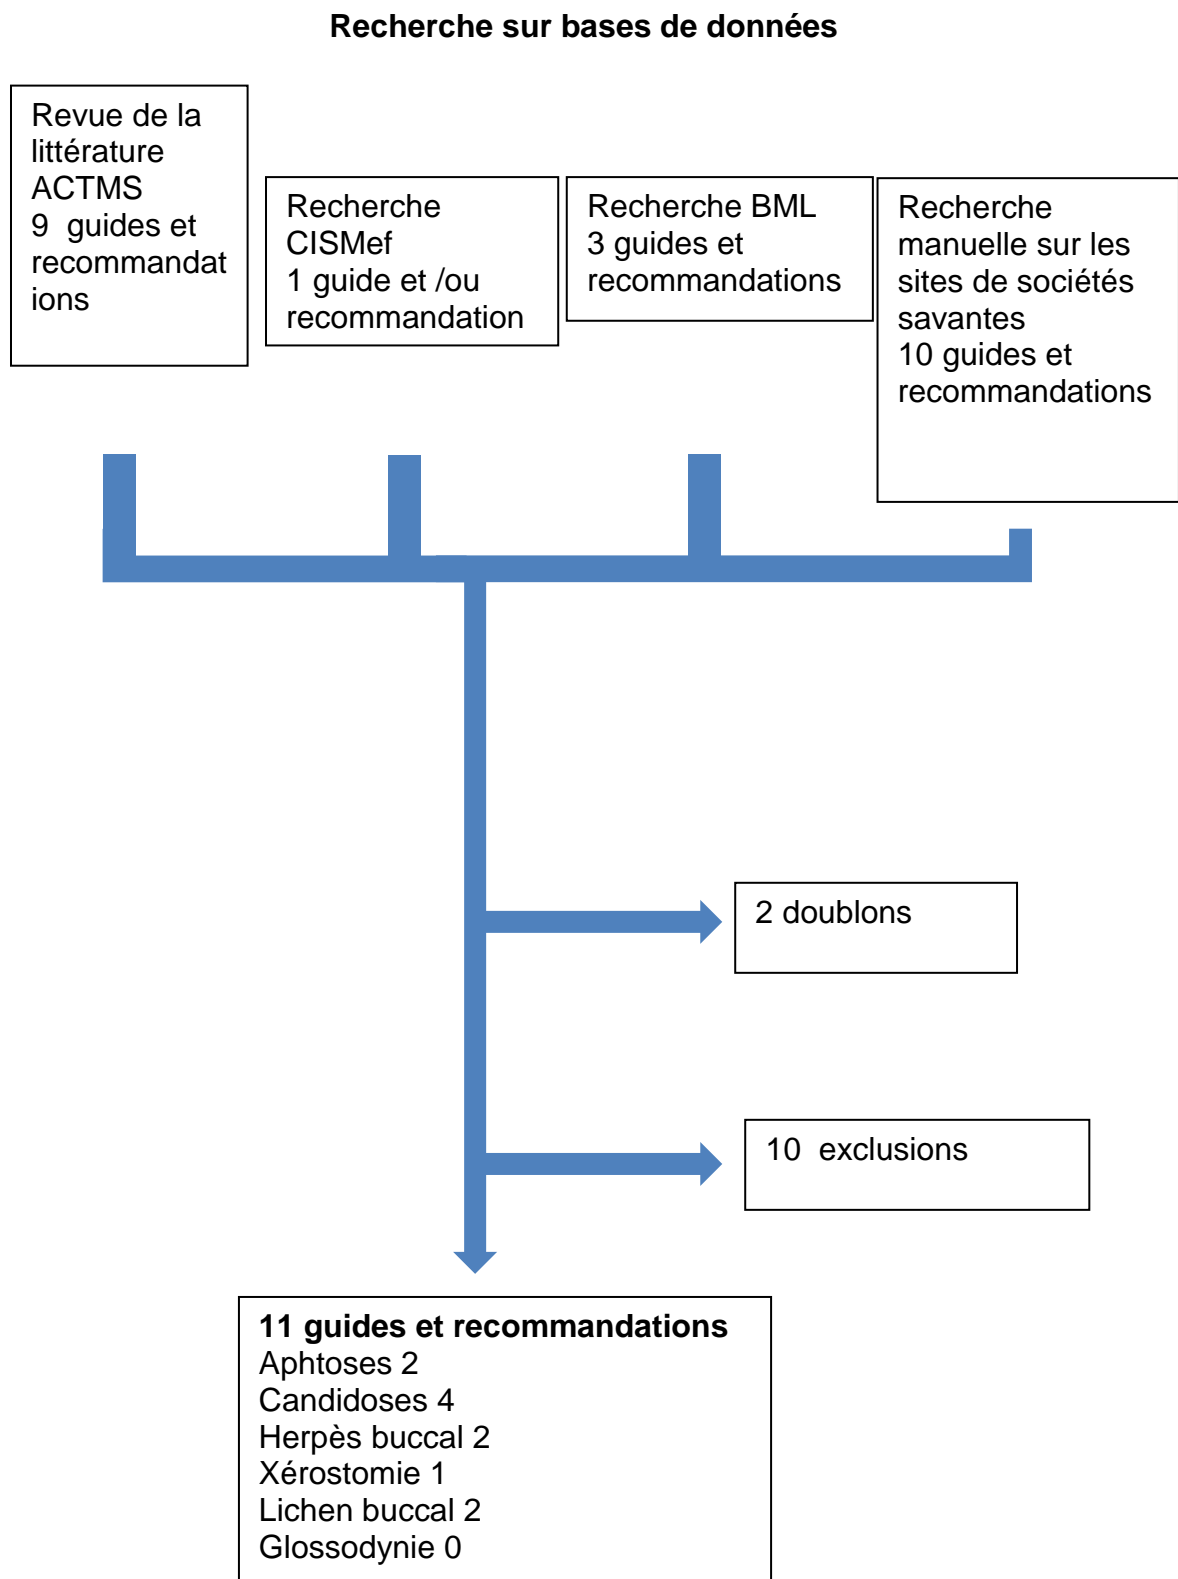 Recherche sur bases de données
Revue de la
littérature
ACTMS
9  guides et
recommandat
ions
Recherche
CISMef
1 guide et /ou
recommandation
Recherche BML
3 guides et
recommandations
Recherche
manuelle sur les
sites de sociétés
savantes
10 guides et
recommandations
2 doublons
10  exclusions
11 guides et recommandations
Aphtoses 2
Candidoses 4
Herpès buccal 2
Xérostomie 1
Lichen buccal 2
Glossodynie 0